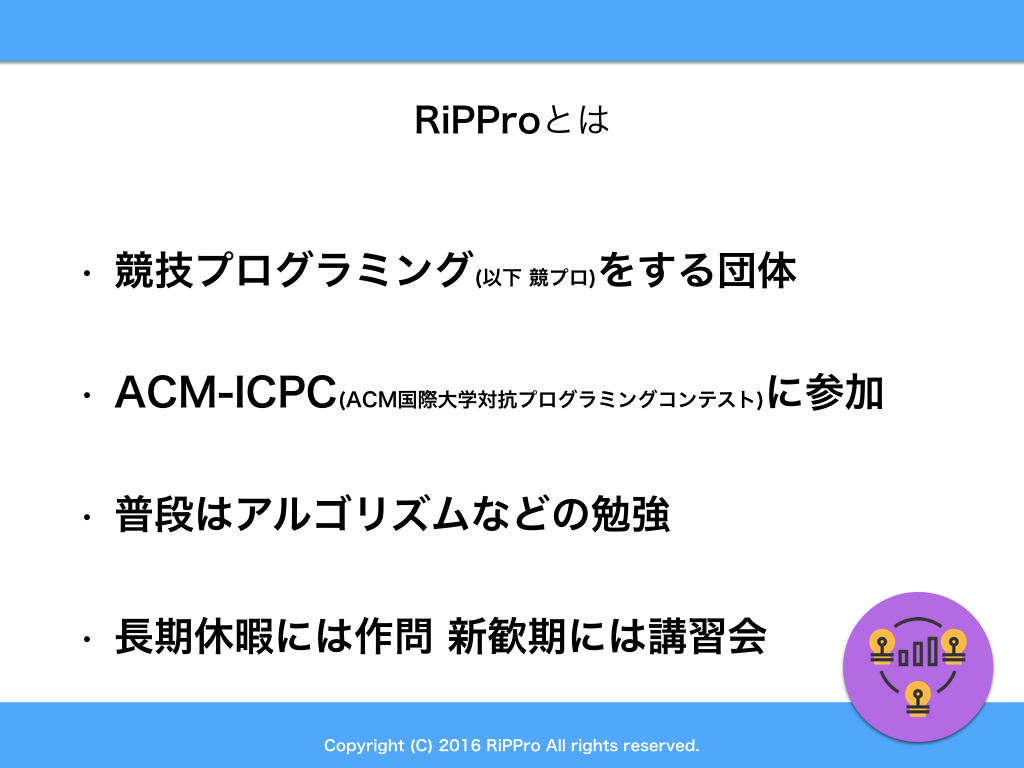 RiPProとは
・ 競技プログラミング(以下 競プロ)をする団体
・ ACM-ICPC(ACM国際大学対抗プログラミングコンテスト)に参加
・ 普段はアルゴリズムなどの勉強
・ 長期休暇には作問 新歓期には講習会
Copyright (C) 2016 RiPPro All rights reserved.